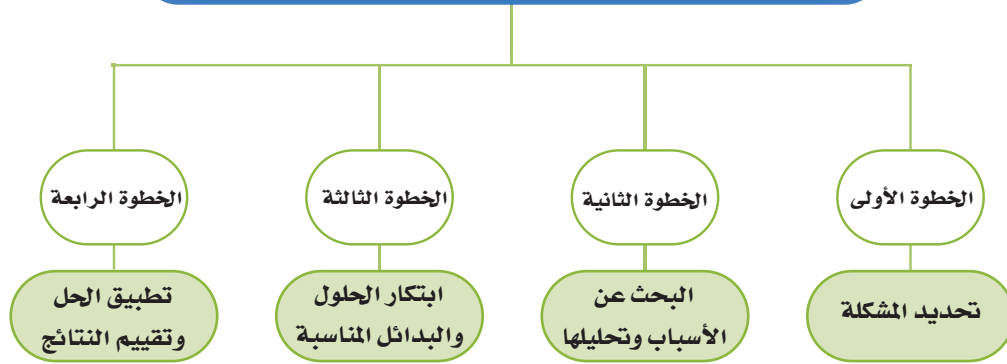 الخطوة الأولى
تحديد المشكلة
الخطوة الثانية
البحث عن
الأسباب وتحليلها
الخطوة الثالثة
ابتكار الحلول
والبدائل المناسبة
الخطوة الرابعة
تطبيق الحل
وتقييم النتائج